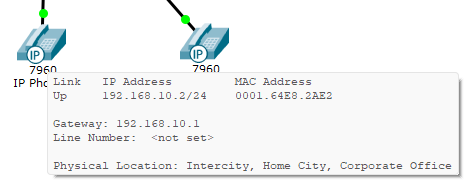 IP
IP
7960
7960
IP Pho
Link IP Address MAC Address
Up 192.168.10.2/24 0001.64E8.2AE2
Gateway: 192.168.10.1
Line Number: <not set>
Physical Location: Intercity, Home City, Corporate Office